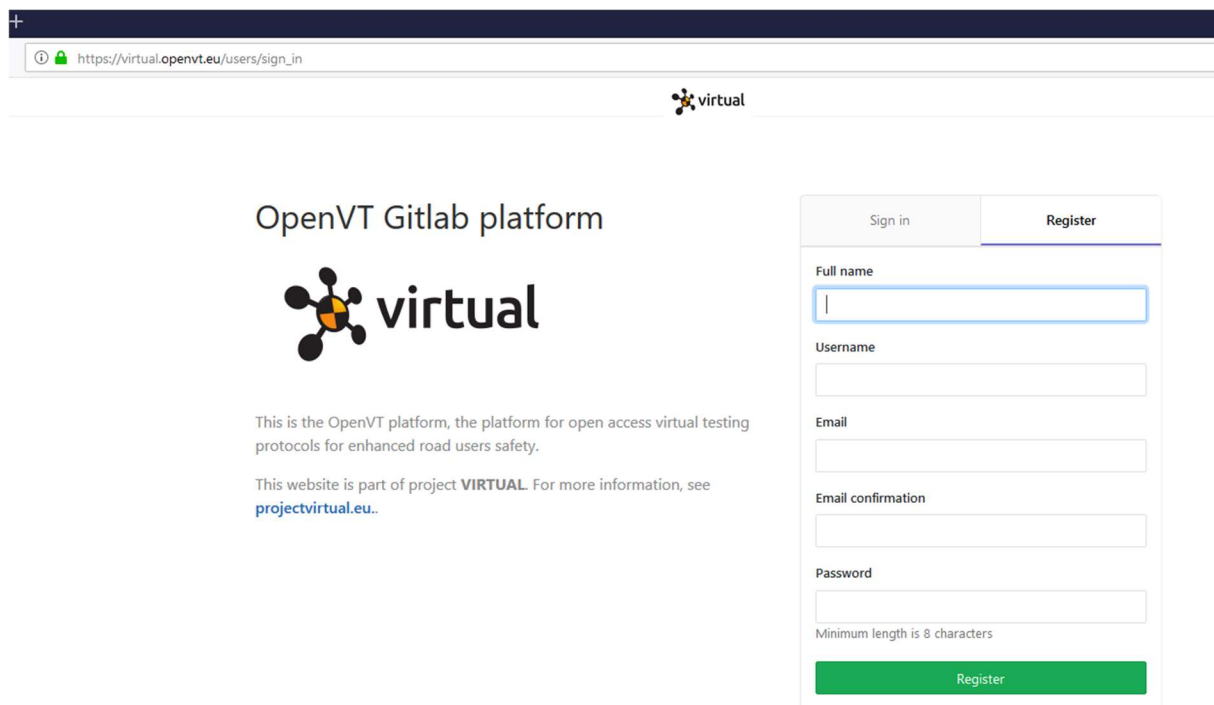 +
https://virtual.openvt.eu/users/sign_in
virtual
OpenVT Gitlab platform
virtual
This is the OpenVT platform, the platform for open access virtual testing
protocols for enhanced road users safety.
This website is part of project VIRTUAL. For more information, see
projectvirtual.eu..
Sign in
Register
Full name
Username
Email
Email confirmation
Password
Minimum length is 8 characters
Register